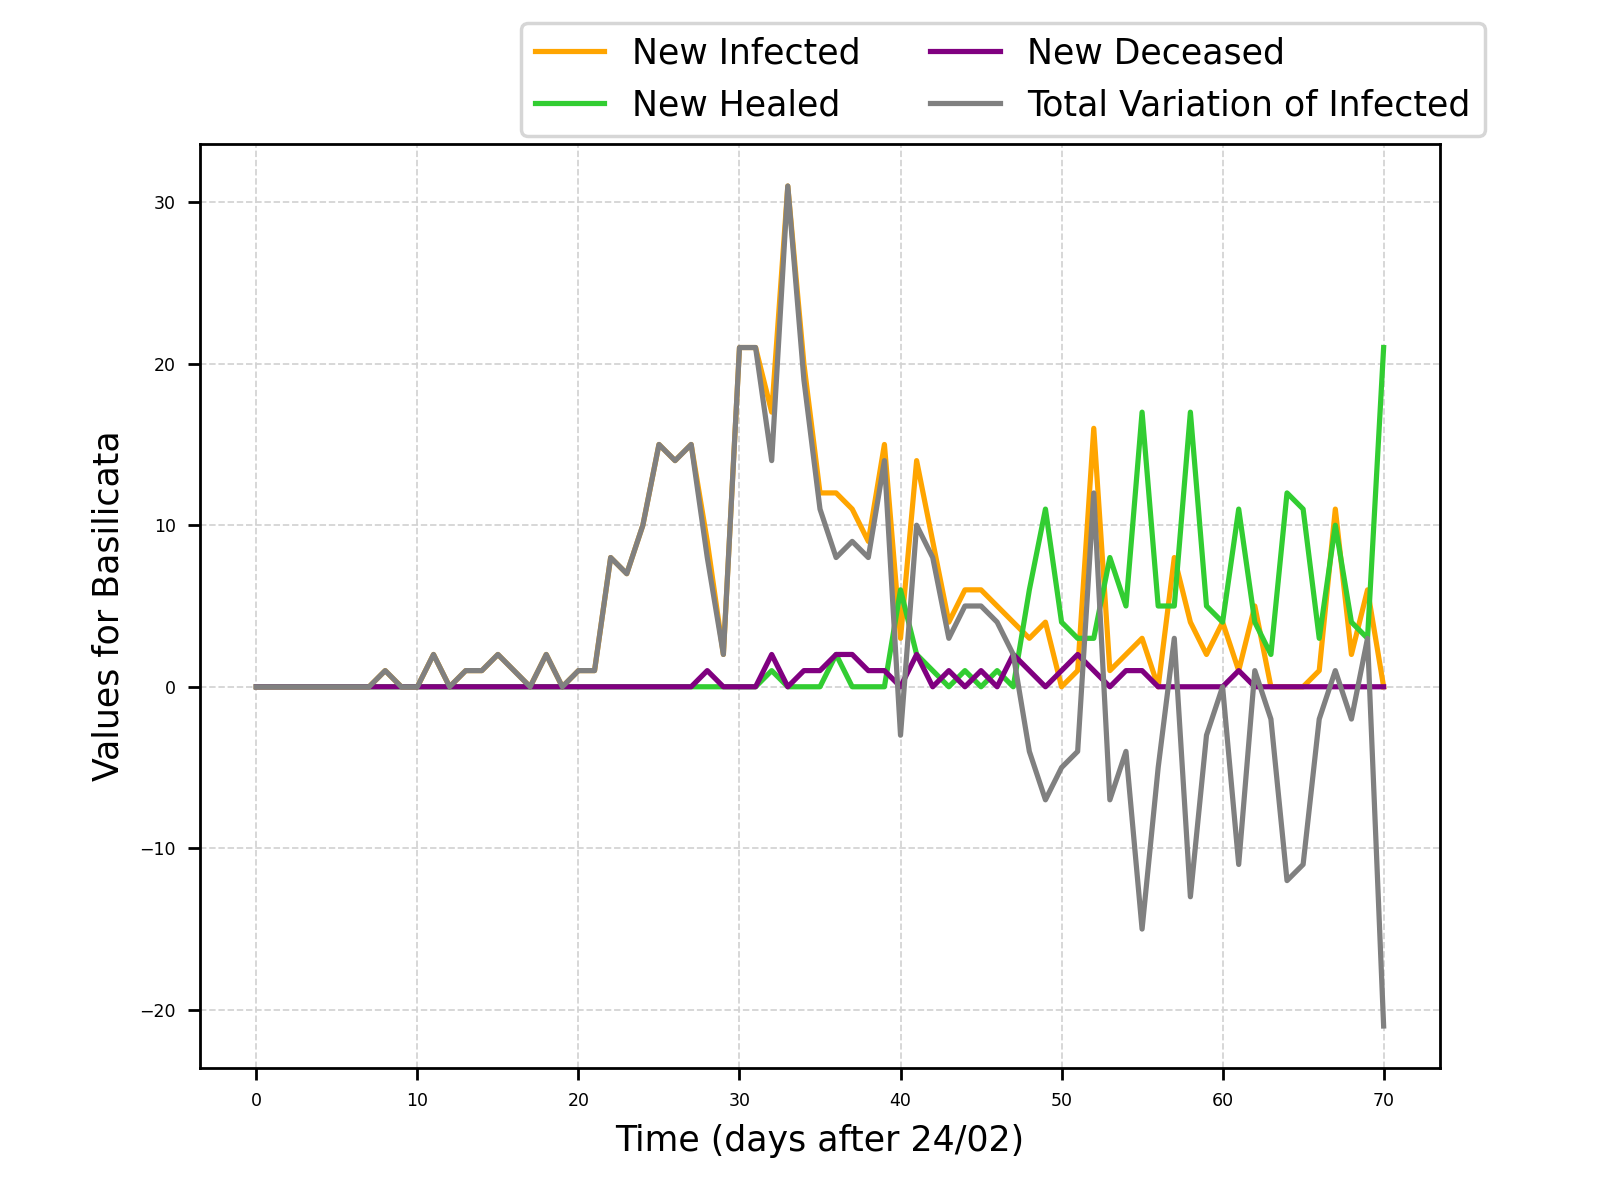 New Infected
New Healed
New Deceased
Total Variation of Infected
30
20
10
0
−10
−20
Values for Basilicata
0 10 20 30 40 50 60 70
Time (days after 24/02)